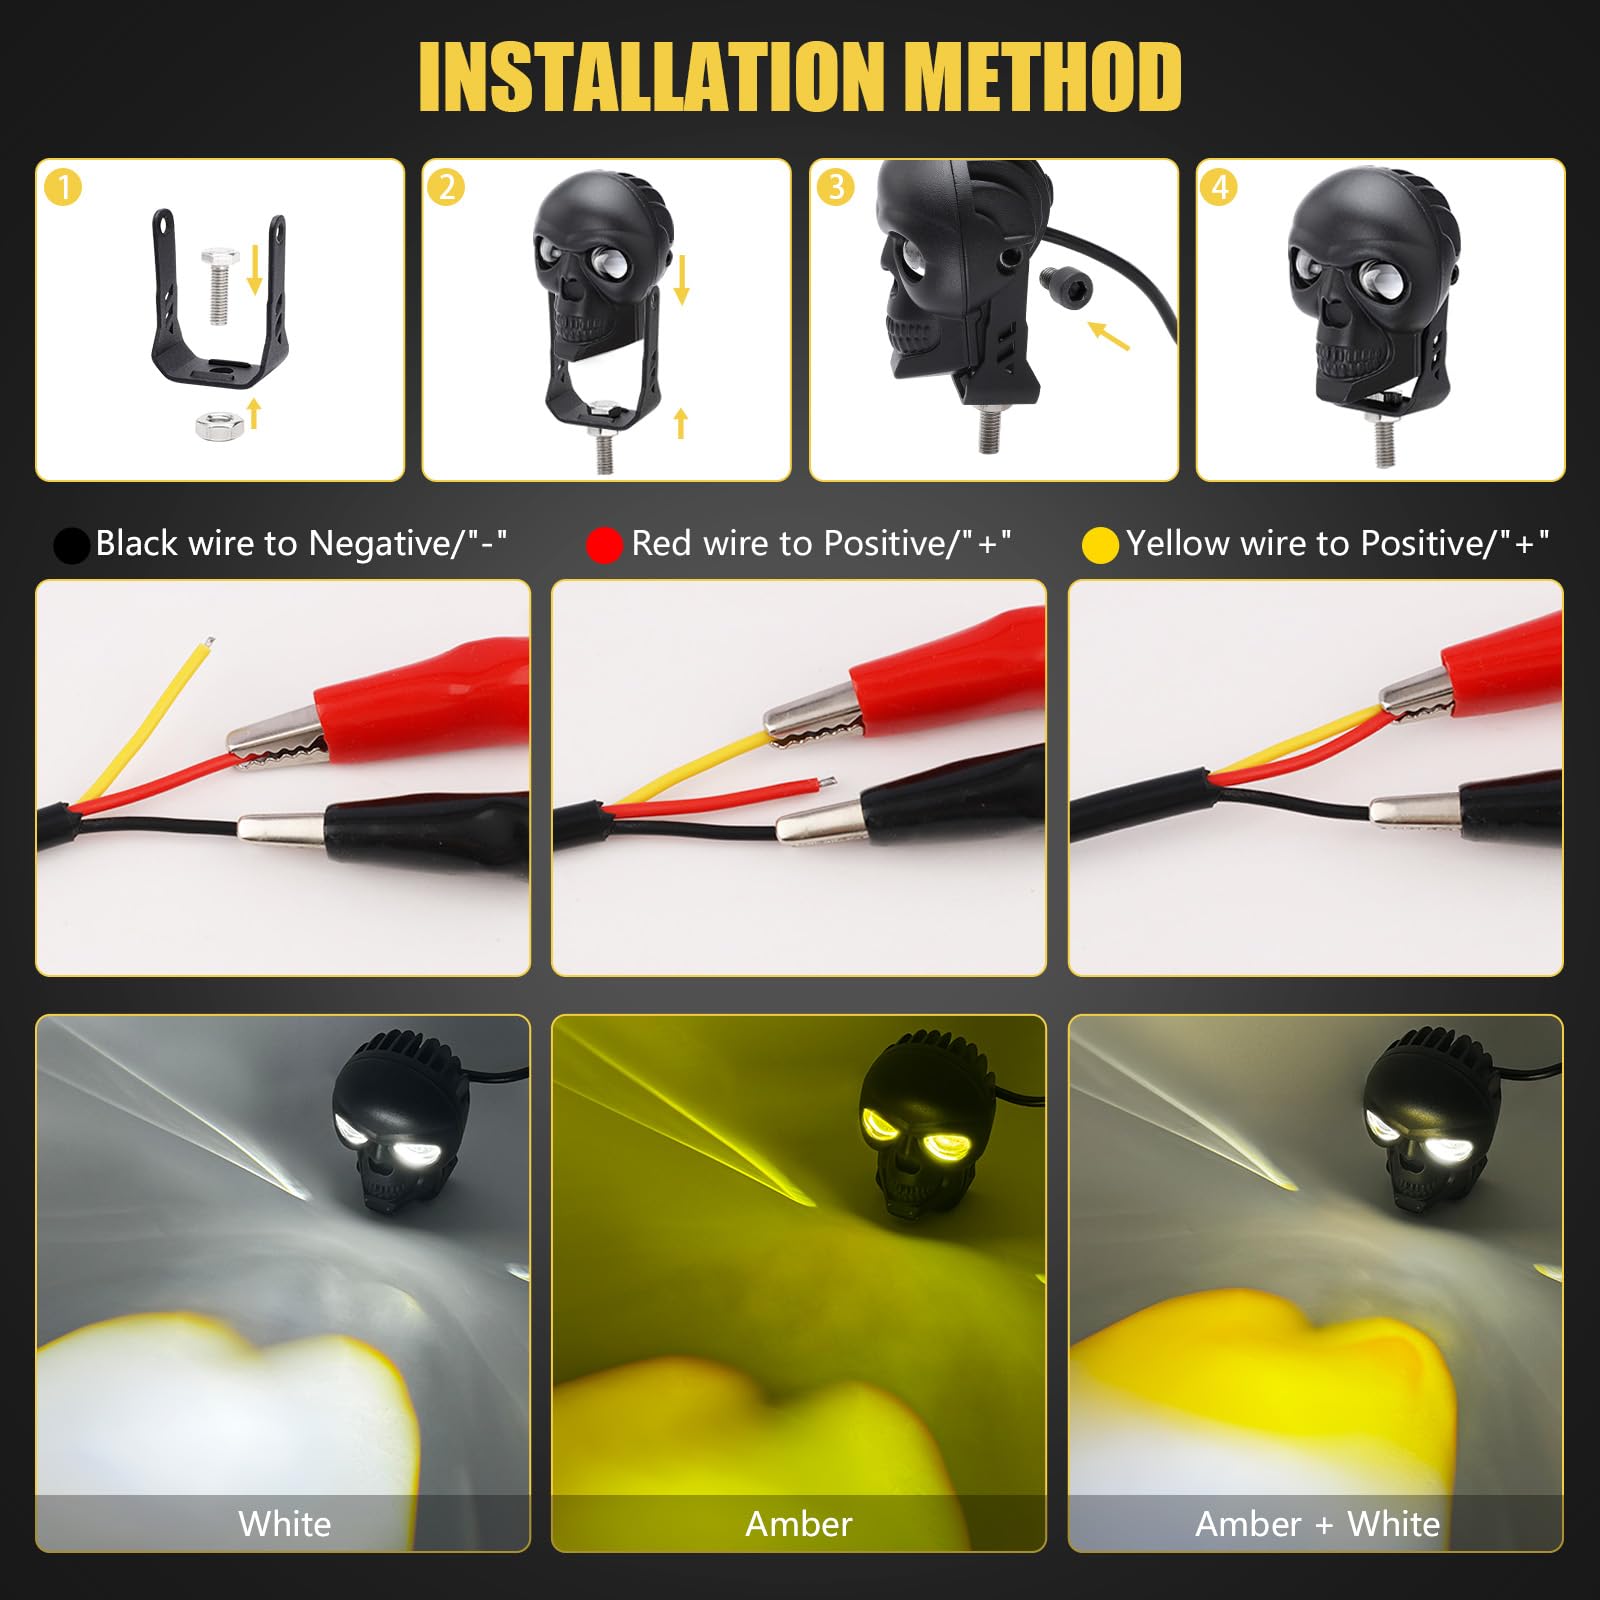 INSTALLATION METHOD
1
2
3
4
Black wire to Negative/"-"
Red wire to Positive/"+"
Yellow wire to Positive/"+"
White
Amber
Amber + White